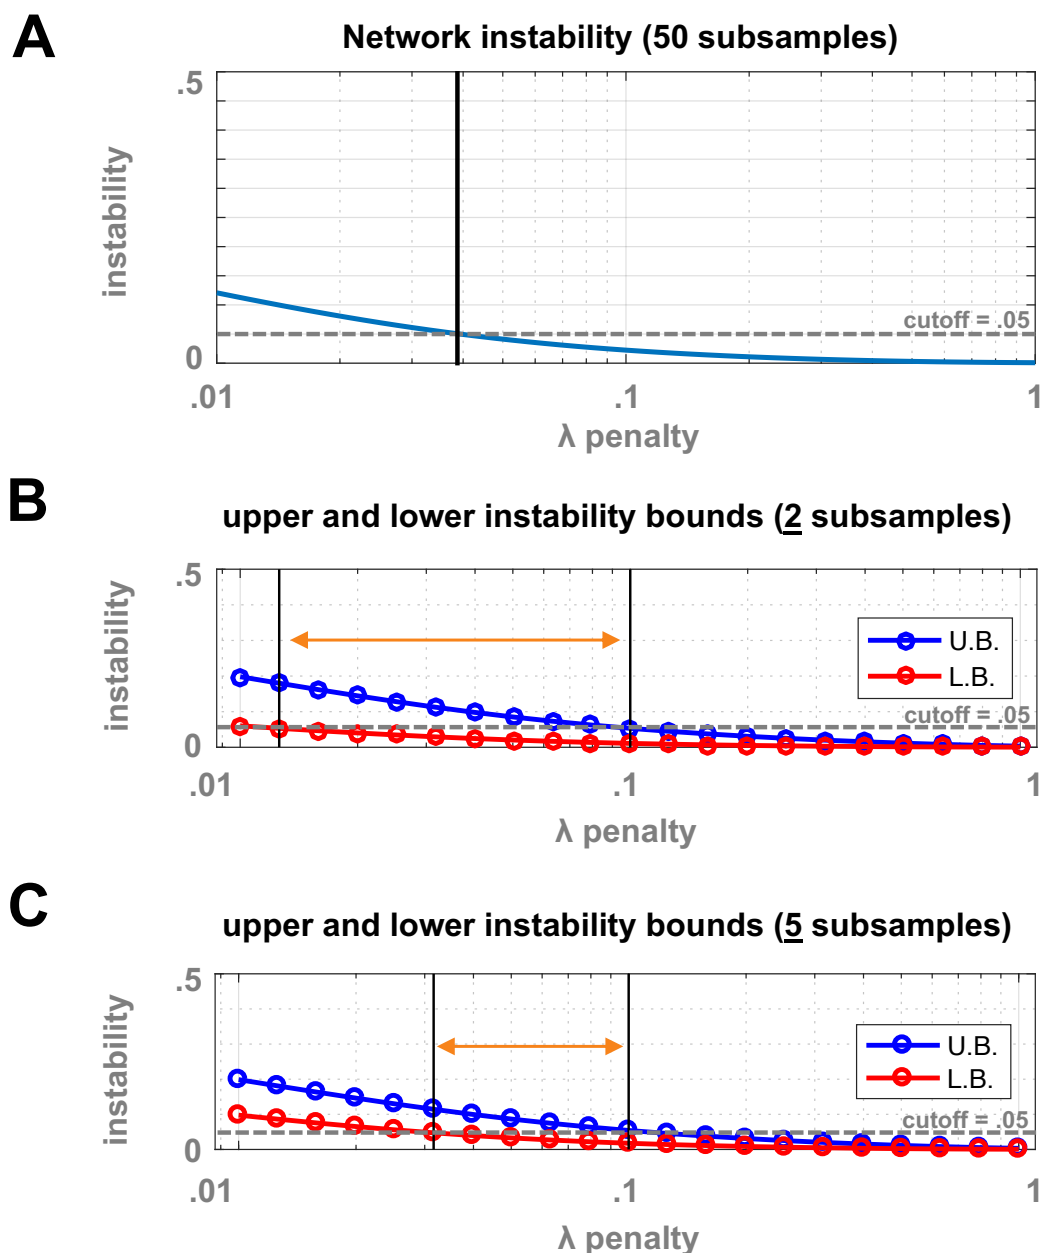 A
Network instability (50 subsamples)
.5
instability
cutoff = .05
0
.01
.1
1
λ penalty
B
upper and lower instability bounds (2 subsamples)
.5
instability
U.B.
L.B.
cutoff = .05
0
.01
.1
1
λ penalty
C
upper and lower instability bounds (5 subsamples)
.5
instability
U.B.
L.B.
cutoff = .05
0
.01
.1
1
λ penalty